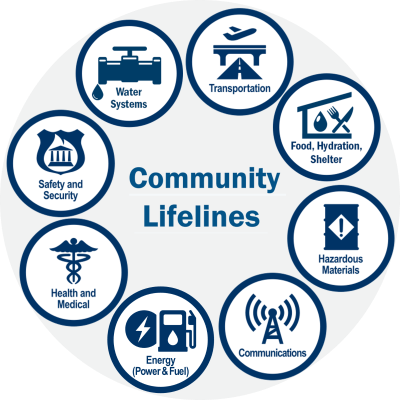 Community
Lifelines
Water
Systems
Transportation
Food, Hydration,
Shelter
Hazardous
Materials
Communications
Energy
(Power & Fuel)
Health and
Medical
Safety and
Security